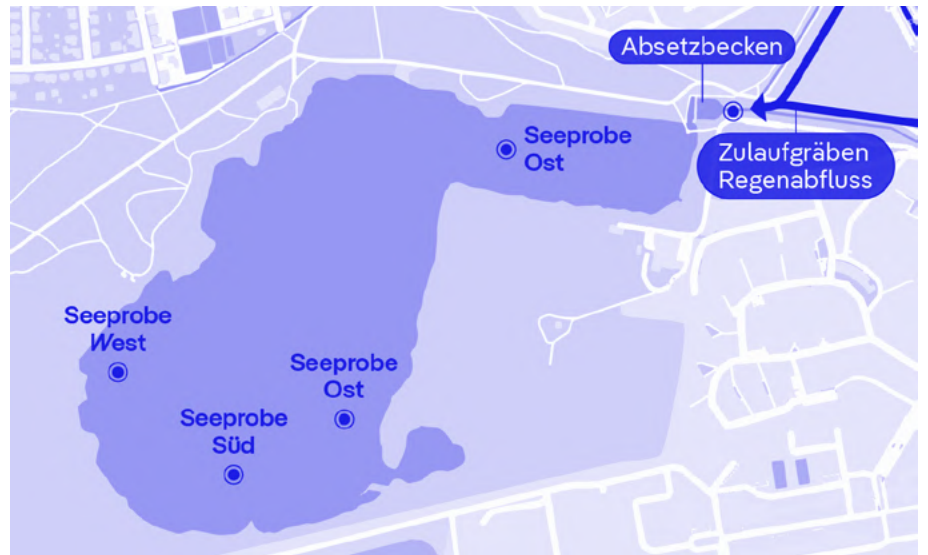 Absetzbecken
Seeprobe
Ost
Zulaufgräben
Regenabfluss
Seeprobe
West
Seeprobe
Ost
Seeprobe
Süd